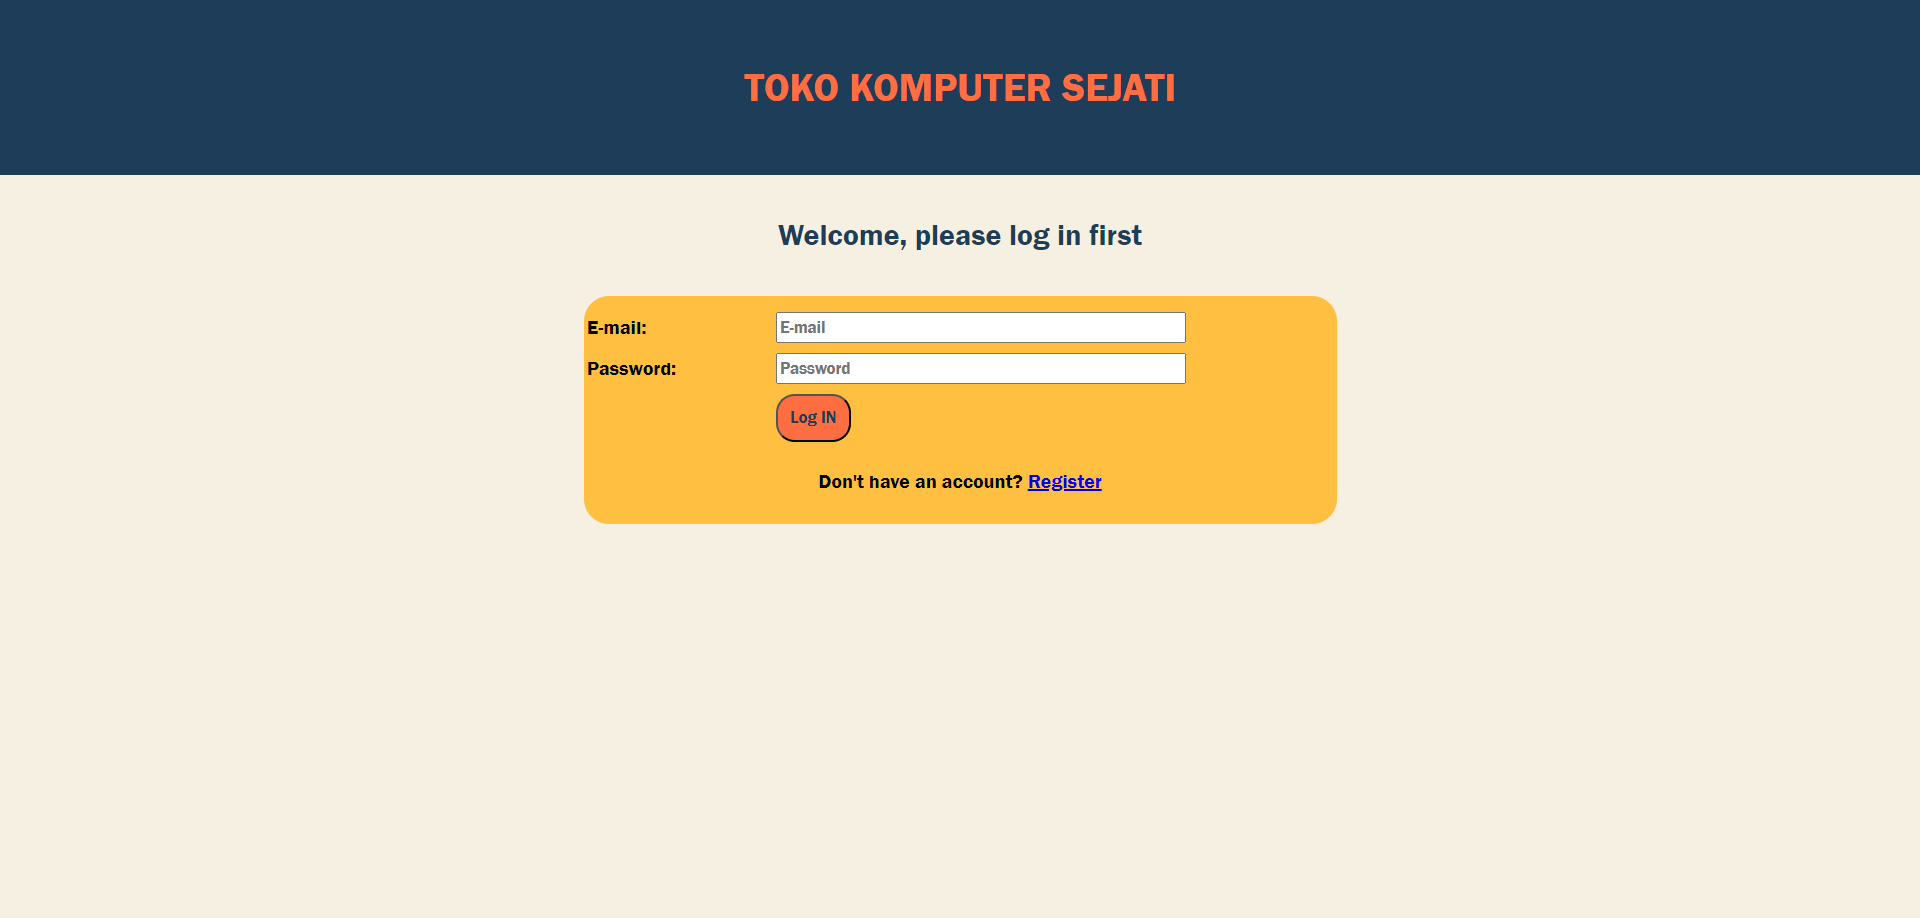 TOKO KOMPUTER SEJATI
Welcome, please log in first
E-mail: E-mail
Password: Password
Log IN
Don't have an account? Register